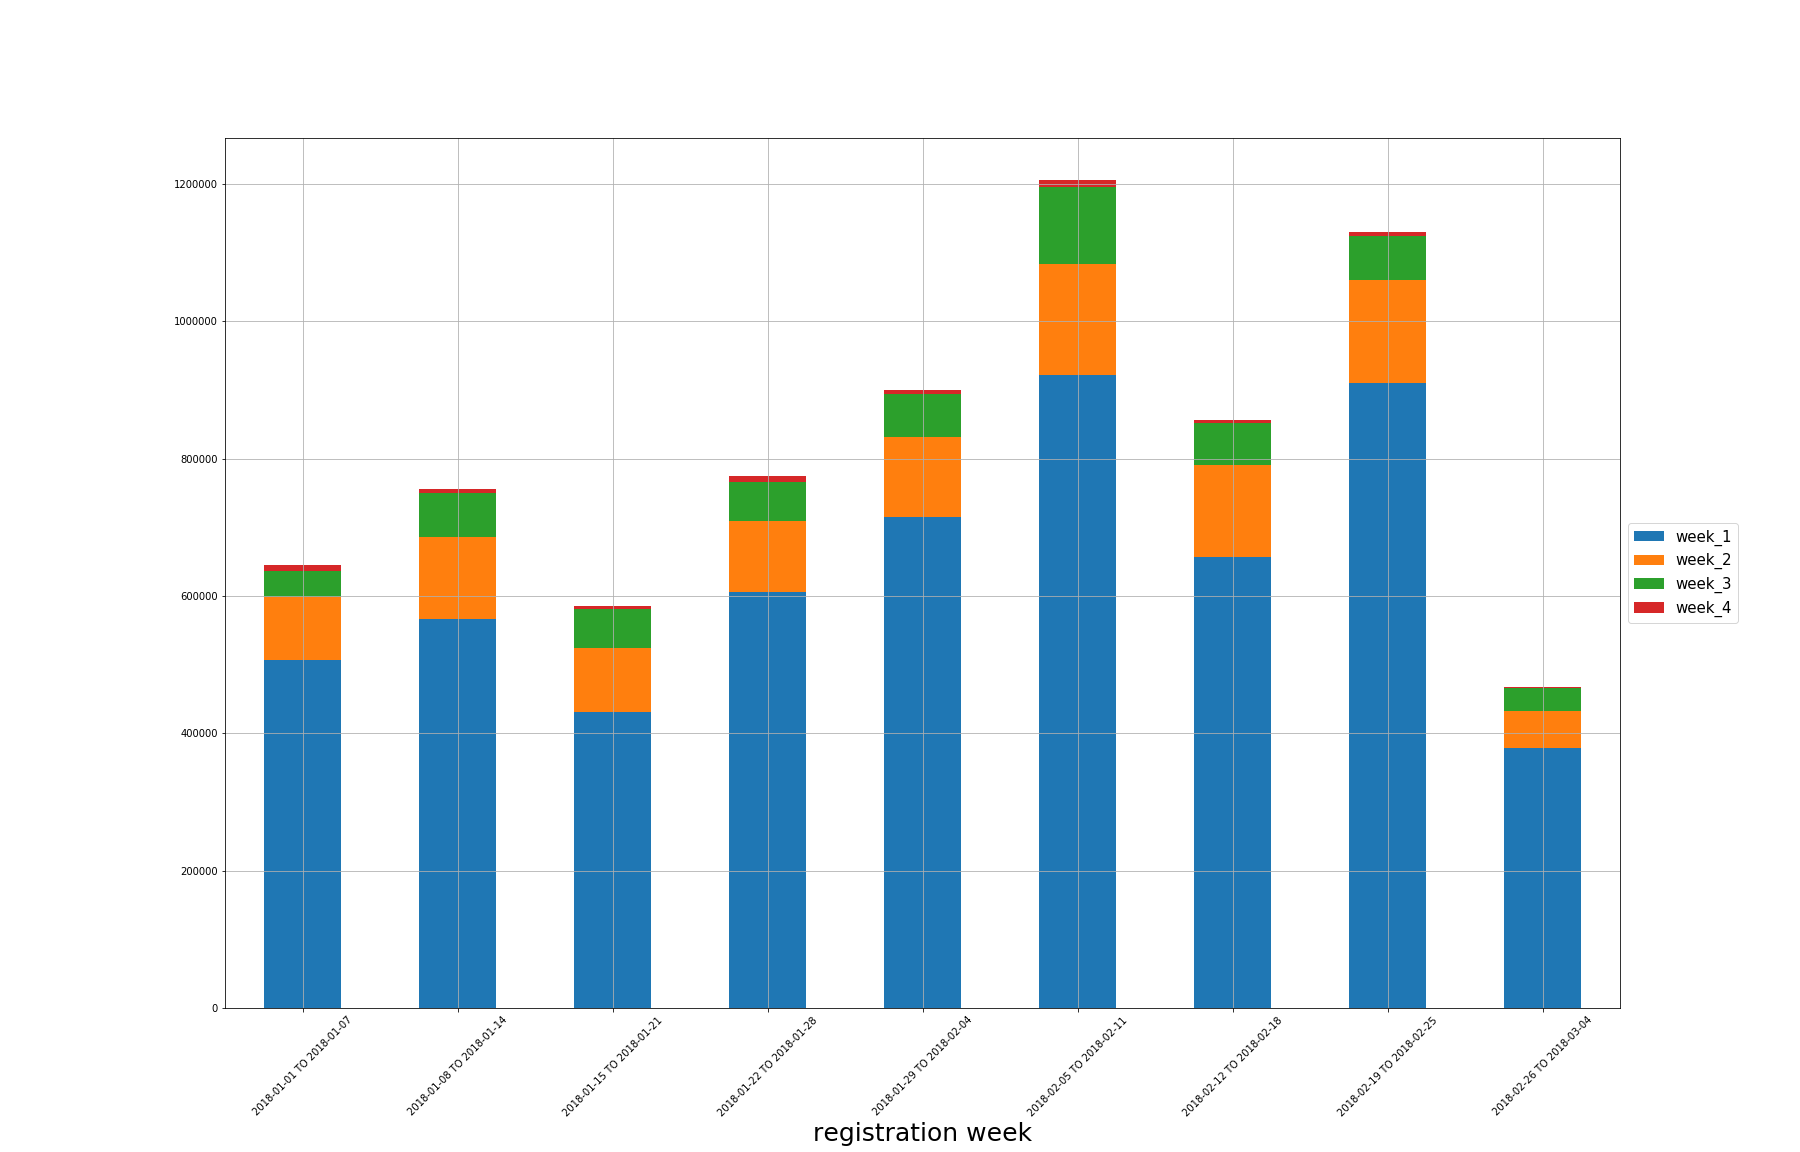 1200000
1000000
800000
600000
400000
200000
0
week_1
week_2
week_3
week_4
2018-01-01 TO 2018-01-07
2018-01-08 TO 2018-01-14
2018-01-15 TO 2018-01-21
2018-01-22 TO 2018-01-28
2018-01-29 TO 2018-02-04
2018-02-05 TO 2018-02-11
2018-02-12 TO 2018-02-18
2018-02-19 TO 2018-02-25
2018-02-26 TO 2018-03-04
registration week